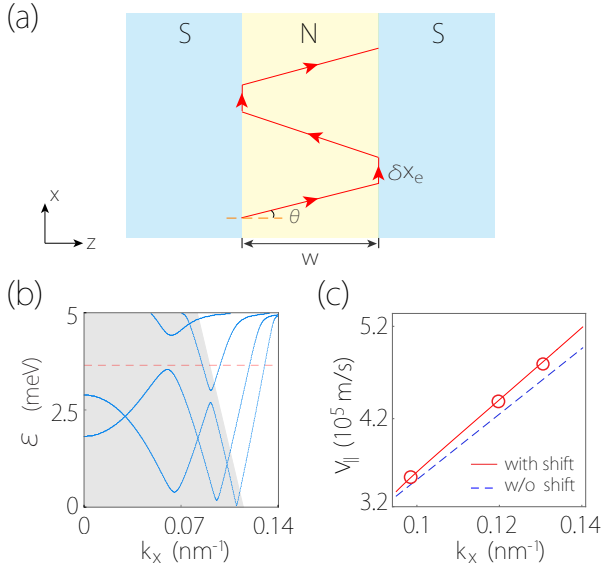 (a)
S N S
δxₑ
θ
x
z
w
(b) (c)
5
2.5
0
ε (meV)
0 0.07 0.14
kₓ (nm⁻¹)
5.2
4.2
3.2
V∥ (10⁵ m/s)
with shift
w/o shift
0.1 0.12 0.14
kₓ (nm⁻¹)